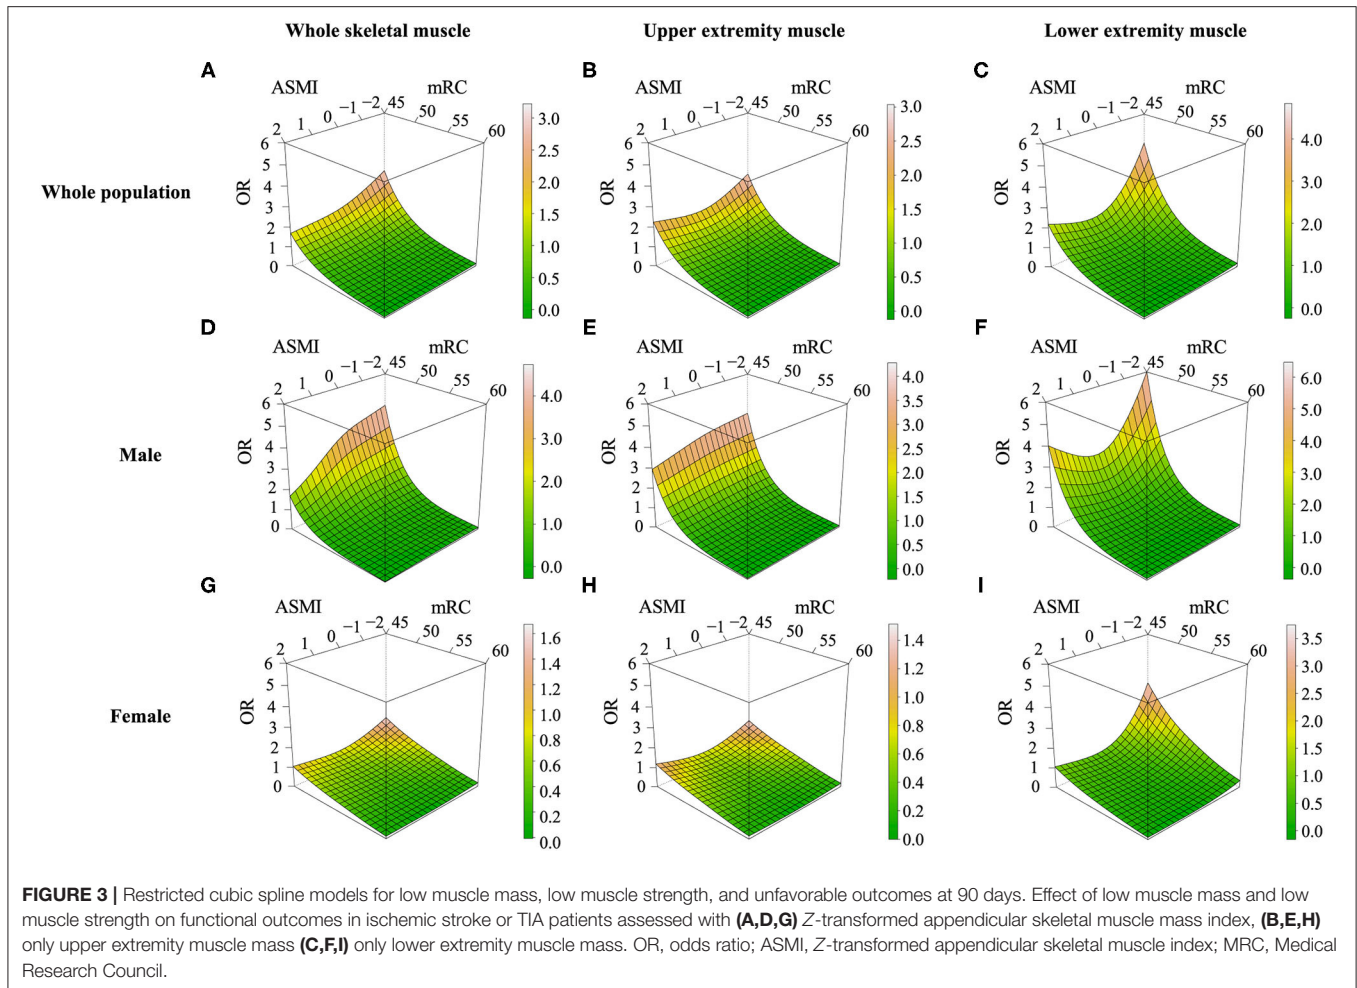 Whole skeletal muscle
Upper extremity muscle
Lower extremity muscle
Whole population
A
ASMI
mRC
2 1 0 −1 −2 45 50 55 60
OR
6
5
4
3
2
1
0
3.0
2.5
2.0
1.5
1.0
0.5
0.0
B
ASMI
mRC
2 1 0 −1 −2 45 50 55 60
OR
6
5
4
3
2
1
0
3.0
2.5
2.0
1.5
1.0
0.5
0.0
C
ASMI
mRC
2 1 0 −1 −2 45 50 55 60
OR
6
5
4
3
2
1
0
4.0
3.0
2.0
1.0
0.0
Male
D
ASMI
mRC
2 1 0 −1 −2 45 50 55 60
OR
6
5
4
3
2
1
0
4.0
3.0
2.0
1.0
0.0
E
ASMI
mRC
2 1 0 −1 −2 45 50 55 60
OR
6
5
4
3
2
1
0
4.0
3.5
3.0
2.5
2.0
1.5
1.0
0.5
0.0
F
ASMI
mRC
2 1 0 −1 −2 45 50 55 60
OR
6
5
4
3
2
1
0
6.0
5.0
4.0
3.0
2.0
1.0
0.0
Female
G
ASMI
mRC
2 1 0 −1 −2 45 50 55 60
OR
6
5
4
3
2
1
0
1.6
1.4
1.2
1.0
0.8
0.6
0.4
0.2
0.0
H
ASMI
mRC
2 1 0 −1 −2 45 50 55 60
OR
6
5
4
3
2
1
0
1.4
1.2
1.0
0.8
0.6
0.4
0.2
0.0
I
ASMI
mRC
2 1 0 −1 −2 45 50 55 60
OR
6
5
4
3
2
1
0
3.5
3.0
2.5
2.0
1.5
1.0
0.5
0.0
FIGURE 3 | Restricted cubic spline models for low muscle mass, low muscle strength, and unfavorable outcomes at 90 days. Effect of low muscle mass and low
muscle strength on functional outcomes in ischemic stroke or TIA patients assessed with (A,D,G) Z-transformed appendicular skeletal muscle mass index, (B,E,H)
only upper extremity muscle mass (C,F,I) only lower extremity muscle mass. OR, odds ratio; ASMI, Z-transformed appendicular skeletal muscle index; MRC, Medical
Research Council.